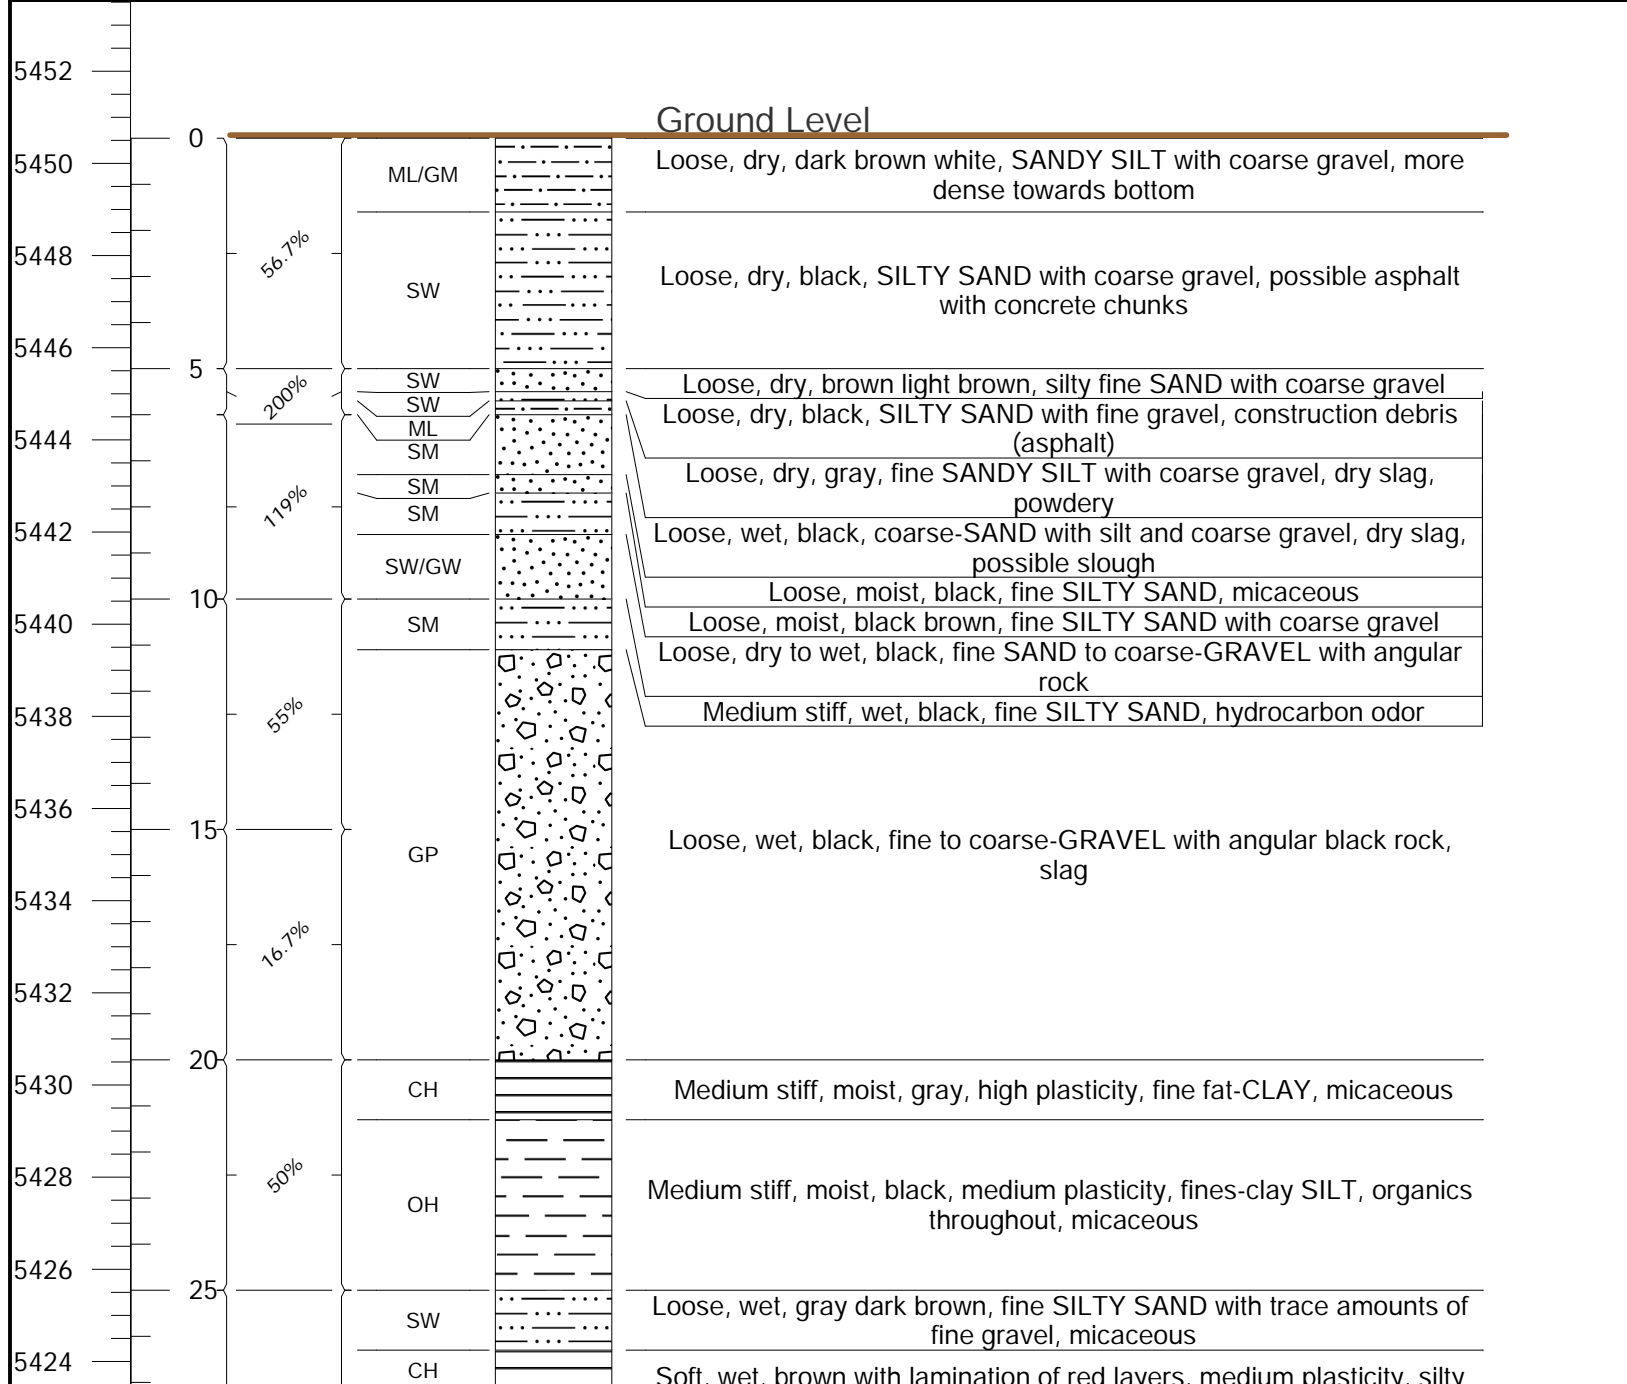 5452
Ground Level
0
5450
ML/GM
Loose, dry, dark brown white, SANDY SILT with coarse gravel, more
dense towards bottom
56.7%
5448
SW
Loose, dry, black, SILTY SAND with coarse gravel, possible asphalt
with concrete chunks
5446
5
200%
SW
Loose, dry, brown light brown, silty fine SAND with coarse gravel
SW
Loose, dry, black, SILTY SAND with fine gravel, construction debris
(asphalt)
5444
ML
SM
Loose, dry, gray, fine SANDY SILT with coarse gravel, dry slag,
powdery
119%
SM
SM
5442
Loose, wet, black, coarse-SAND with silt and coarse gravel, dry slag,
possible slough
SW/GW
Loose, moist, black, fine SILTY SAND, micaceous
10
5440
SM
Loose, moist, black brown, fine SILTY SAND with coarse gravel
Loose, dry to wet, black, fine SAND to coarse-GRAVEL with angular
rock
5438
55%
Medium stiff, wet, black, fine SILTY SAND, hydrocarbon odor
5436
15
GP
Loose, wet, black, fine to coarse-GRAVEL with angular black rock,
slag
5434
16.7%
5432
20
5430
CH
Medium stiff, moist, gray, high plasticity, fine fat-CLAY, micaceous
5428
50%
OH
Medium stiff, moist, black, medium plasticity, fines-clay SILT, organics
throughout, micaceous
5426
25
SW
Loose, wet, gray dark brown, fine SILTY SAND with trace amounts of
fine gravel, micaceous
5424
CH
Soft, wet, brown with lamination of red layers, medium plasticity, silty